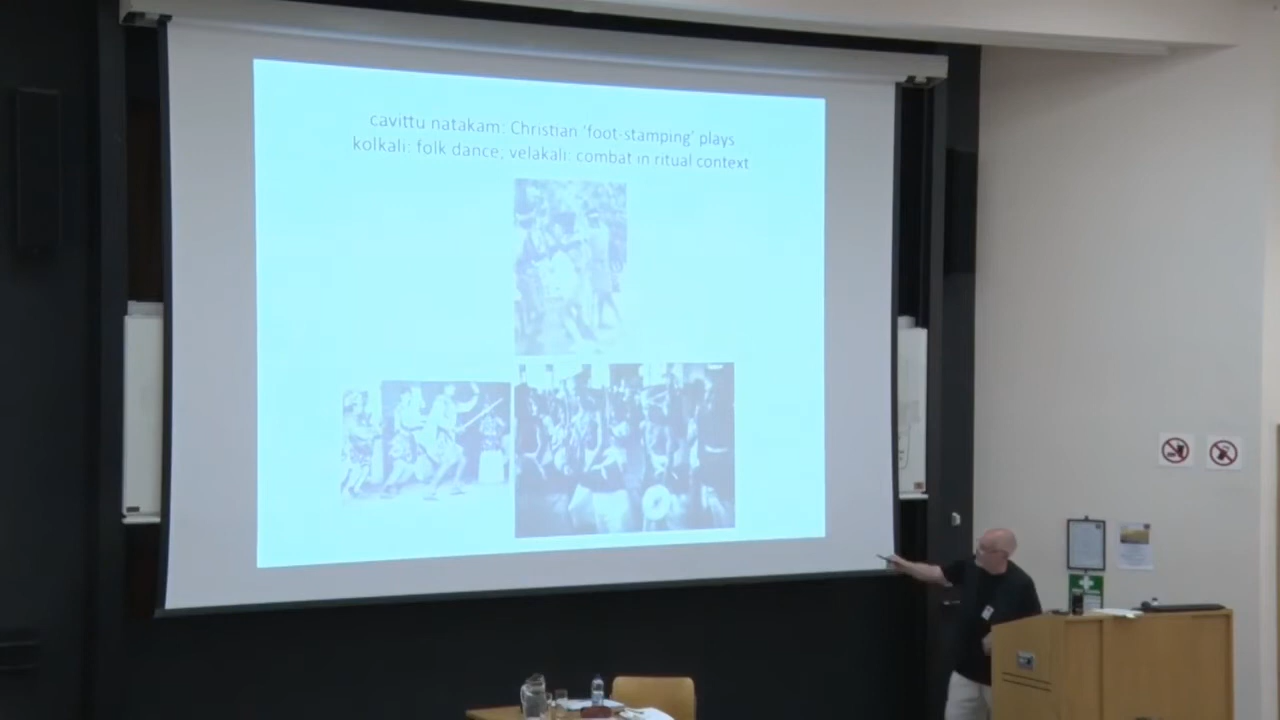 cavittu natakam: Christian 'foot-stamping' plays
kolkali: folk dance; velakali: combat in ritual context